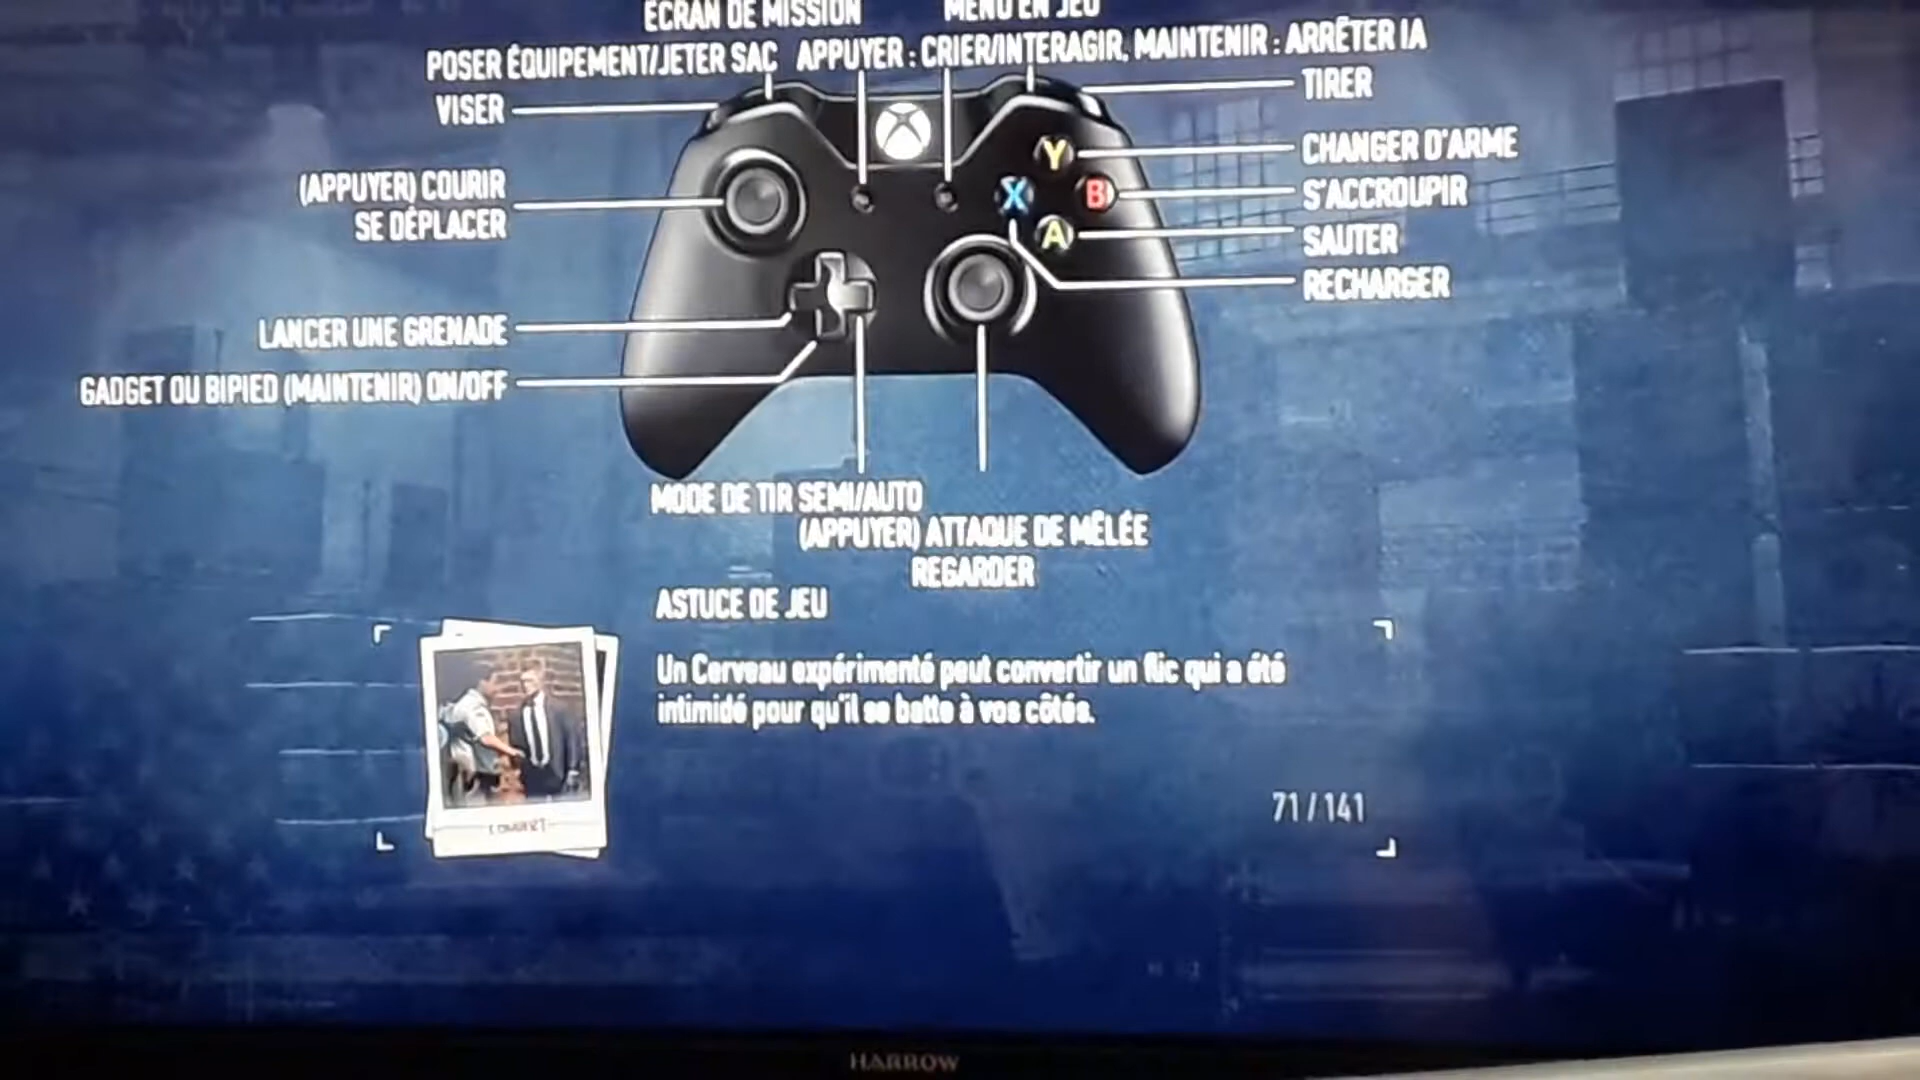 ÉCRAN DE MISSION
MENU EN JEU
POSER ÉQUIPEMENT/JETER SAC
APPUYER : CRIER/INTERAGIR, MAINTENIR : ARRÊTER IA
VISER
TIRER
CHANGER D'ARME
(APPUYER) COURIR
SE DÉPLACER
S'ACCROUPIR
SAUTER
RECHARGER
Y
X
B
A
LANCER UNE GRENADE
GADGET OU BIPIED (MAINTENIR) ON/OFF
MODE DE TIR SEMI/AUTO
(APPUYER) ATTAQUE DE MÊLÉE
REGARDER
ASTUCE DE JEU
Un Cerveau expérimenté peut convertir un flic qui a été
intimidé pour qu'il se batte à vos côtés.
CONVERT
71 / 141
HARROW